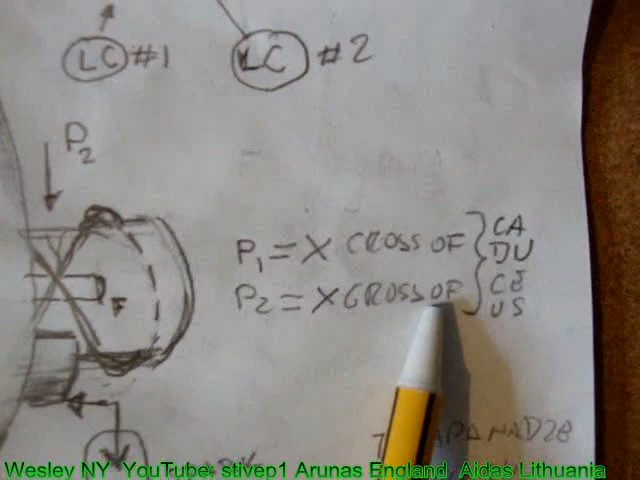 LC #1 LC #2
P2
P1 = X CROSS OF } CA DU
P2 = X CROSS OF } CE US
F
Wesley NY YouTube: stivep1 Arunas England Aidas Lithuania